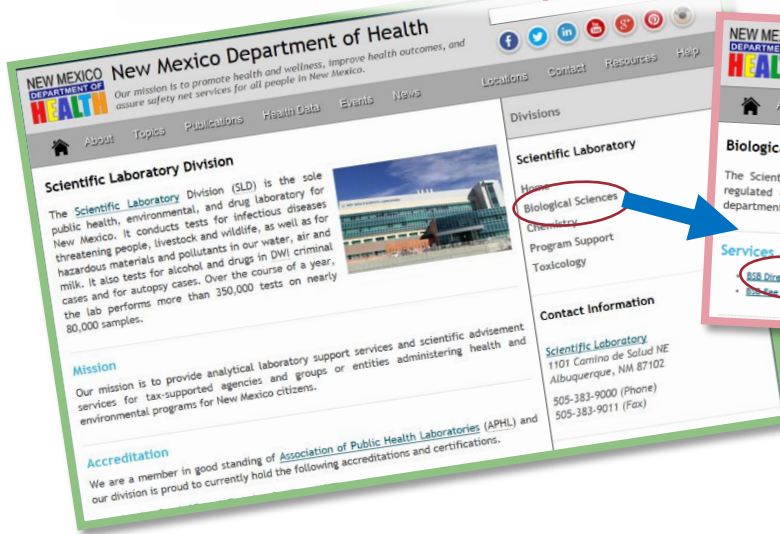 NEW MEXICO
DEPARTMENT OF
HEALTH
New Mexico Department of Health
Our mission is to promote health and wellness, improve health outcomes, and
assure safety net services for all people in New Mexico.
About Topics Publications Health Data Events News Locations Contact Resources Help
Scientific Laboratory Division
The Scientific Laboratory Division (SLD) is the sole
public health, environmental, and drug laboratory for
New Mexico. It conducts tests for infectious diseases
threatening people, livestock and wildlife, as well as for
hazardous materials and pollutants in our water, air and
milk. It also tests for alcohol and drugs in DWI criminal
cases and for autopsy cases. Over the course of a year,
the lab performs more than 350,000 tests on nearly
80,000 samples.
Mission
Our mission is to provide analytical laboratory support services and scientific advisement
services for tax-supported agencies and groups or entities administering health and
environmental programs for New Mexico citizens.
Accreditation
We are a member in good standing of Association of Public Health Laboratories (APHL) and
our division is proud to currently hold the following accreditations and certifications.
Divisions
Scientific Laboratory
Home
Biological Sciences
Chemistry
Program Support
Toxicology
Contact Information
Scientific Laboratory
1101 Camino de Salud NE
Albuquerque, NM 87102
505-383-9000 (Phone)
505-383-9011 (Fax)
NEW ME
DEPARTME
HEAL
Biologica
The Scient
regulated
department
Services
BSB Dire
BSB Fee